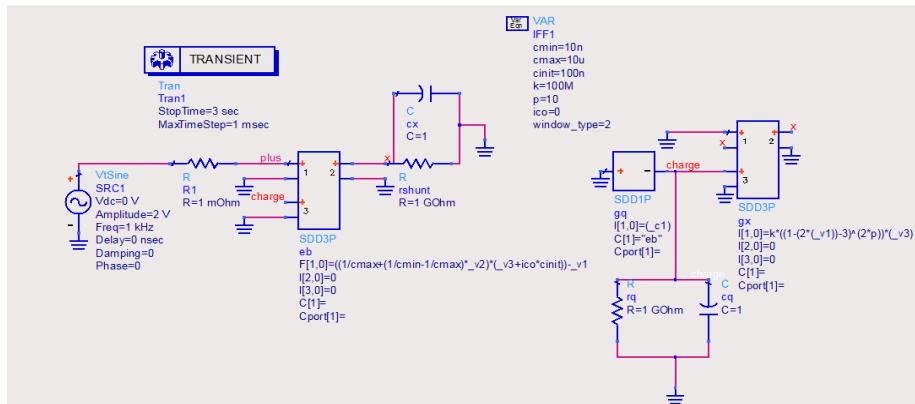 Var
Eqn
VAR
IFF1
cmin=10n
cmax=10u
cinit=100n
k=100M
p=10
ico=0
window_type=2
TRANSIENT
Tran
Tran1
StopTime=3 sec
MaxTimeStep=1 msec
C
cx
C=1
x
R
rshunt
R=1 GOhm
plus
R
R1
R=1 mOhm
+
VtSine
SRC1
Vdc=0 V
Amplitude=2 V
Freq=1 kHz
Delay=0 nsec
Damping=0
Phase=0
-
+ +
1 2
- -
charge
+
3
-
SDD3P
eb
F[1,0]=((1/cmax+(1/cmin-1/cmax)*_v2)*(_v3+ico*cinit))-_v1
I[2,0]=0
I[3,0]=0
C[1]=
Cport[1]=
+ -
charge
SDD1P
gq
I[1,0]=(_c1)
C[1]="eb"
Cport[1]=
x
x
+ +
1 2
- -
+
3
-
SDD3P
gx
I[1,0]=k*((1-(2*(_v1))-3)^(2*p))*(_v3)
I[2,0]=0
I[3,0]=0
C[1]=
Cport[1]=
charge
R
rq
R=1 GOhm
C
cq
C=1